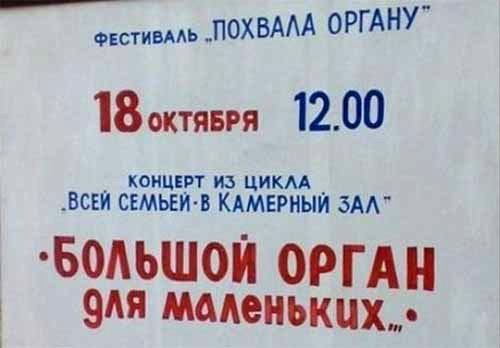 ФЕСТИВАЛЬ „ПОХВАЛА ОРГАНУ"
18 ОКТЯБРЯ 12.00
КОНЦЕРТ ИЗ ЦИКЛА
„ВСЕЙ СЕМЬЕЙ-В КАМЕРНЫЙ ЗАЛ"
·БОЛЬШОЙ ОРГАН
для маленьких...·